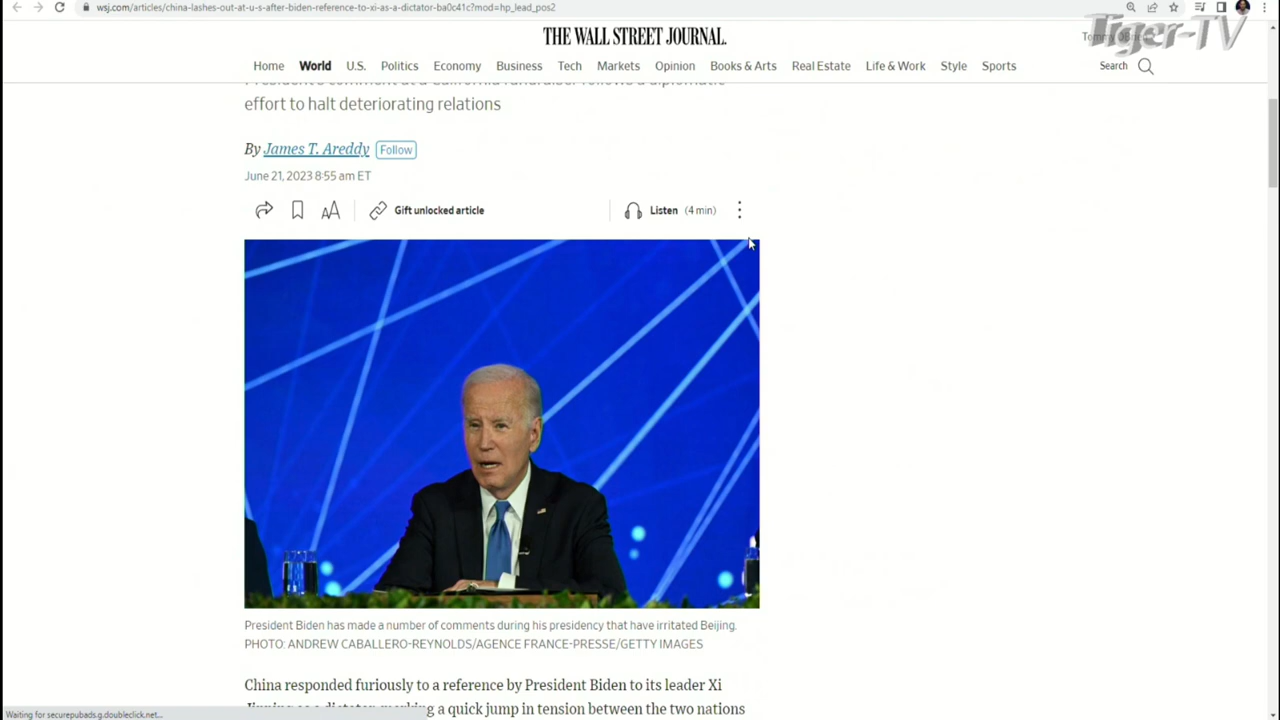 wsj.com/articles/china-lashes-out-at-u-s-after-biden-reference-to-xi-as-a-dictator-ba0c41c?mod=hp_lead_pos2
Tiger-TV
THE WALL STREET JOURNAL.
Home World U.S. Politics Economy Business Tech Markets Opinion Books & Arts Real Estate Life & Work Style Sports Search
President's comment at a California fundraiser follows a diplomatic
effort to halt deteriorating relations
By James T. Areddy Follow
June 21, 2023 8:55 am ET
AA Gift unlocked article Listen (4 min)
President Biden has made a number of comments during his presidency that have irritated Beijing.
PHOTO: ANDREW CABALLERO-REYNOLDS/AGENCE FRANCE-PRESSE/GETTY IMAGES
China responded furiously to a reference by President Biden to its leader Xi
Jinping as a dictator, marking a quick jump in tension between the two nations
Waiting for securepubads.g.doubleclick.net...